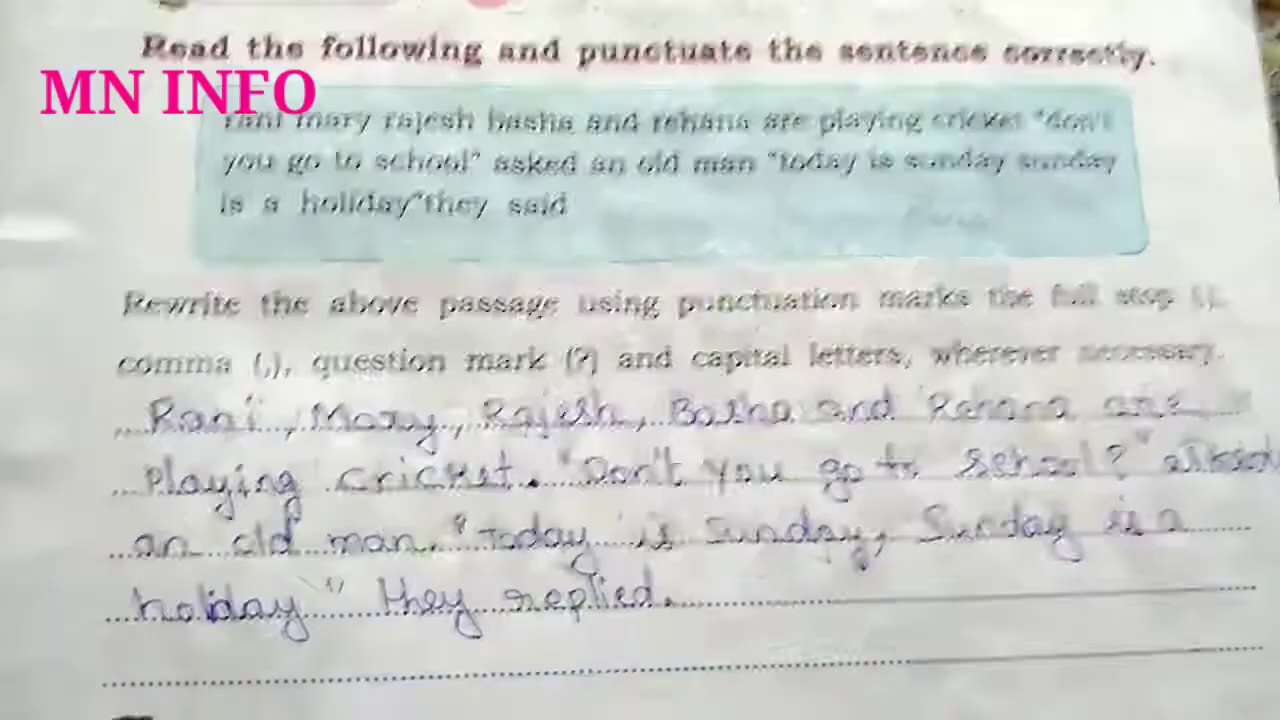 Read the following and punctuate the sentence correctly.
MN INFO
rani mary rajesh basha and rehana are playing cricket "don't
you go to school" asked an old man "today is sunday sunday
is a holiday"they said
Rewrite the above passage using punctuation marks the full stop (.),
comma (,), question mark (?) and capital letters, wherever necessary.
Rani, Mary, Rajesh, Basha and Rehana are
playing cricket. "Don't you go to school?" asked
an old man. "Today is Sunday, Sunday is a
holiday" they replied.